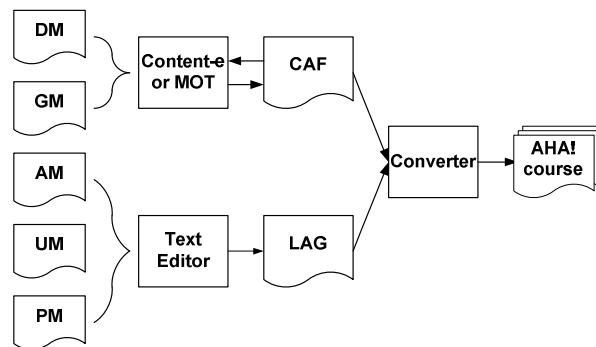 DM
GM
AM
UM
PM
Content-e
or MOT
CAF
Text
Editor
LAG
Converter
AHA!
course